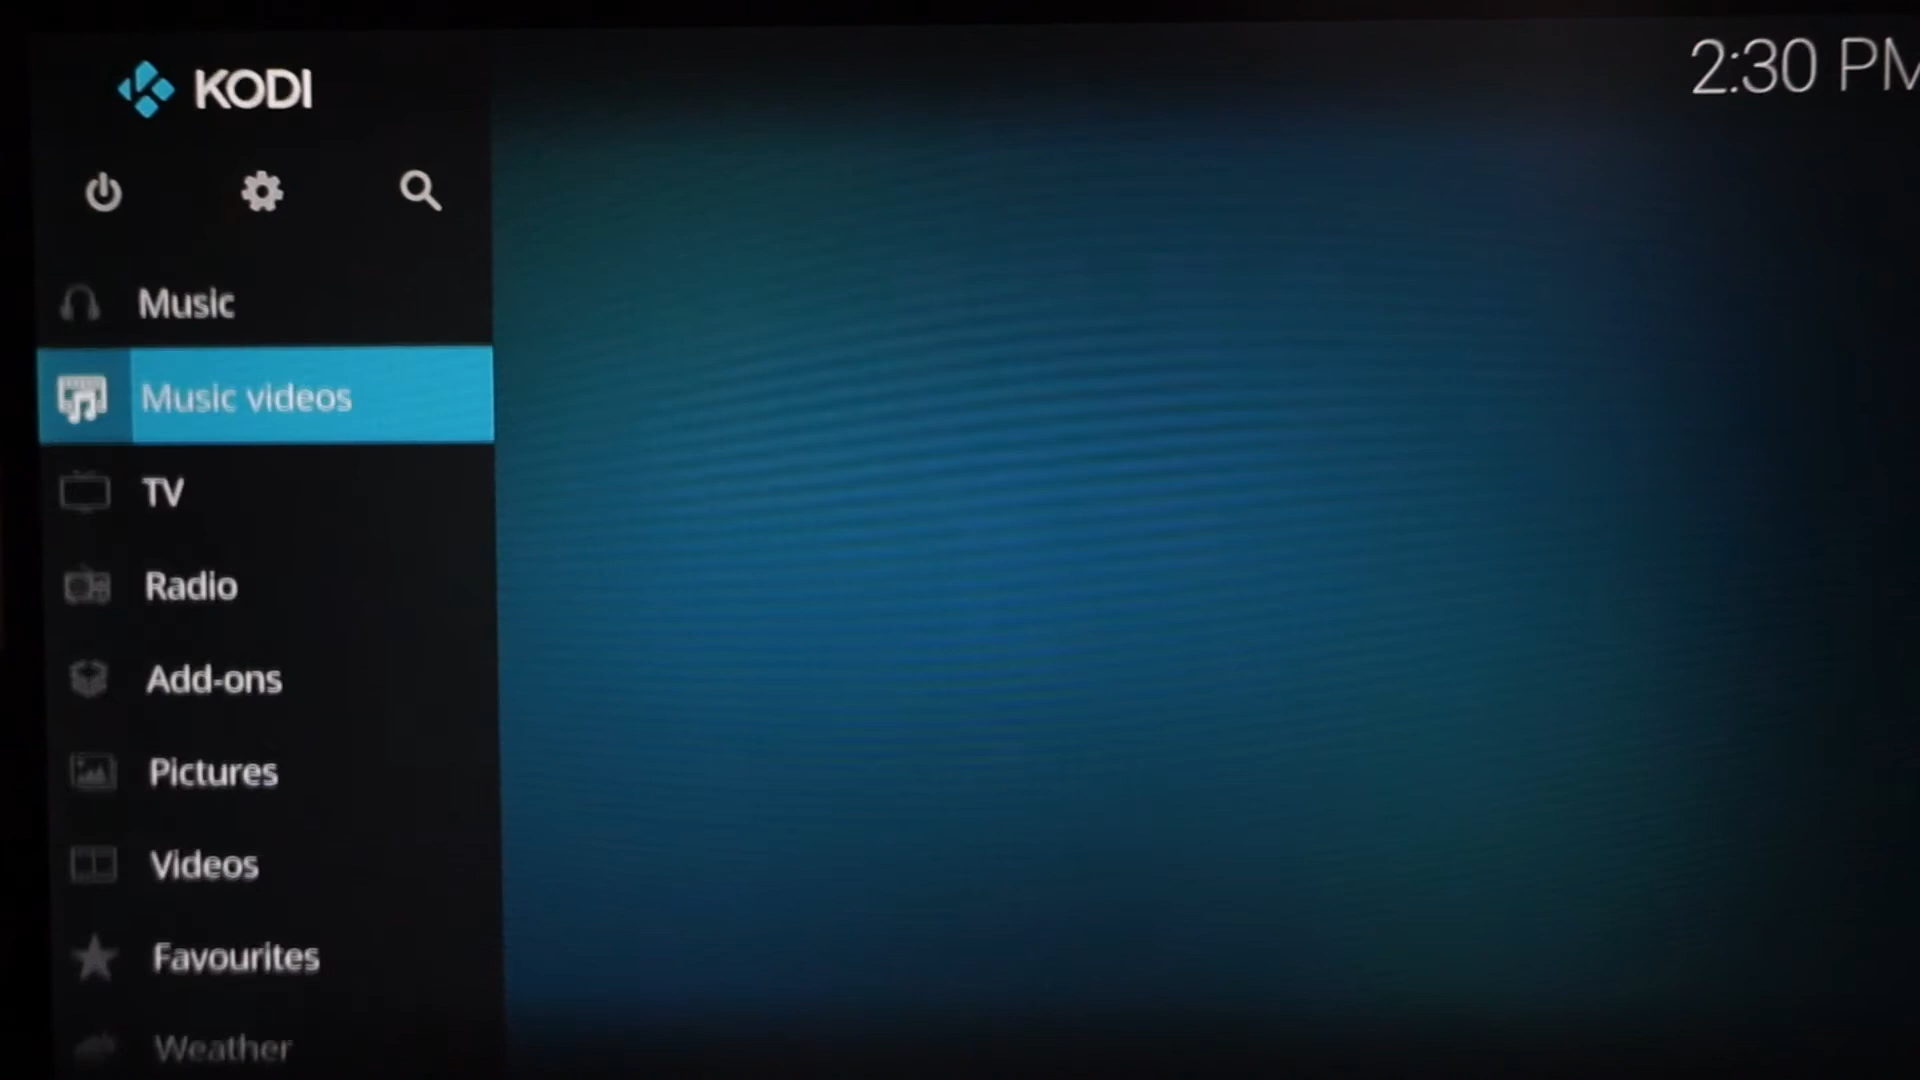 KODI
2:30 PM
Music
Music videos
TV
Radio
Add-ons
Pictures
Videos
Favourites
Weather